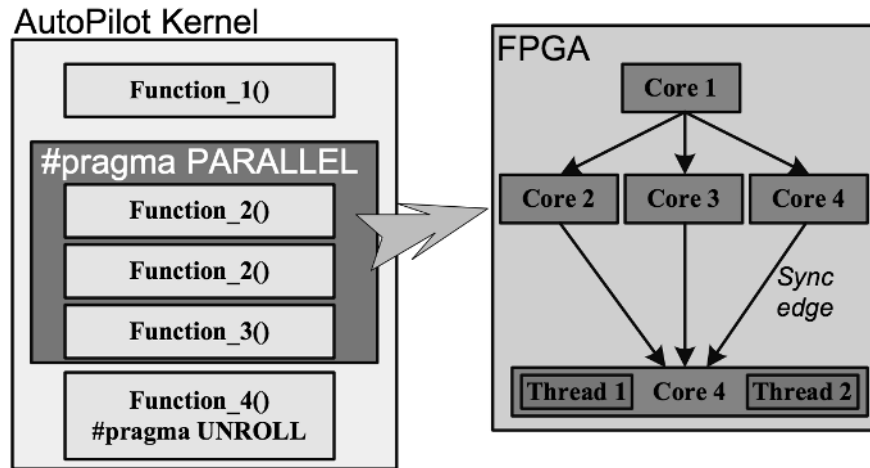 AutoPilot Kernel
Function_1()
#pragma PARALLEL
Function_2()
Function_2()
Function_3()
Function_4()
#pragma UNROLL
FPGA
Core 1
Core 2
Core 3
Core 4
Sync
edge
Thread 1
Core 4
Thread 2